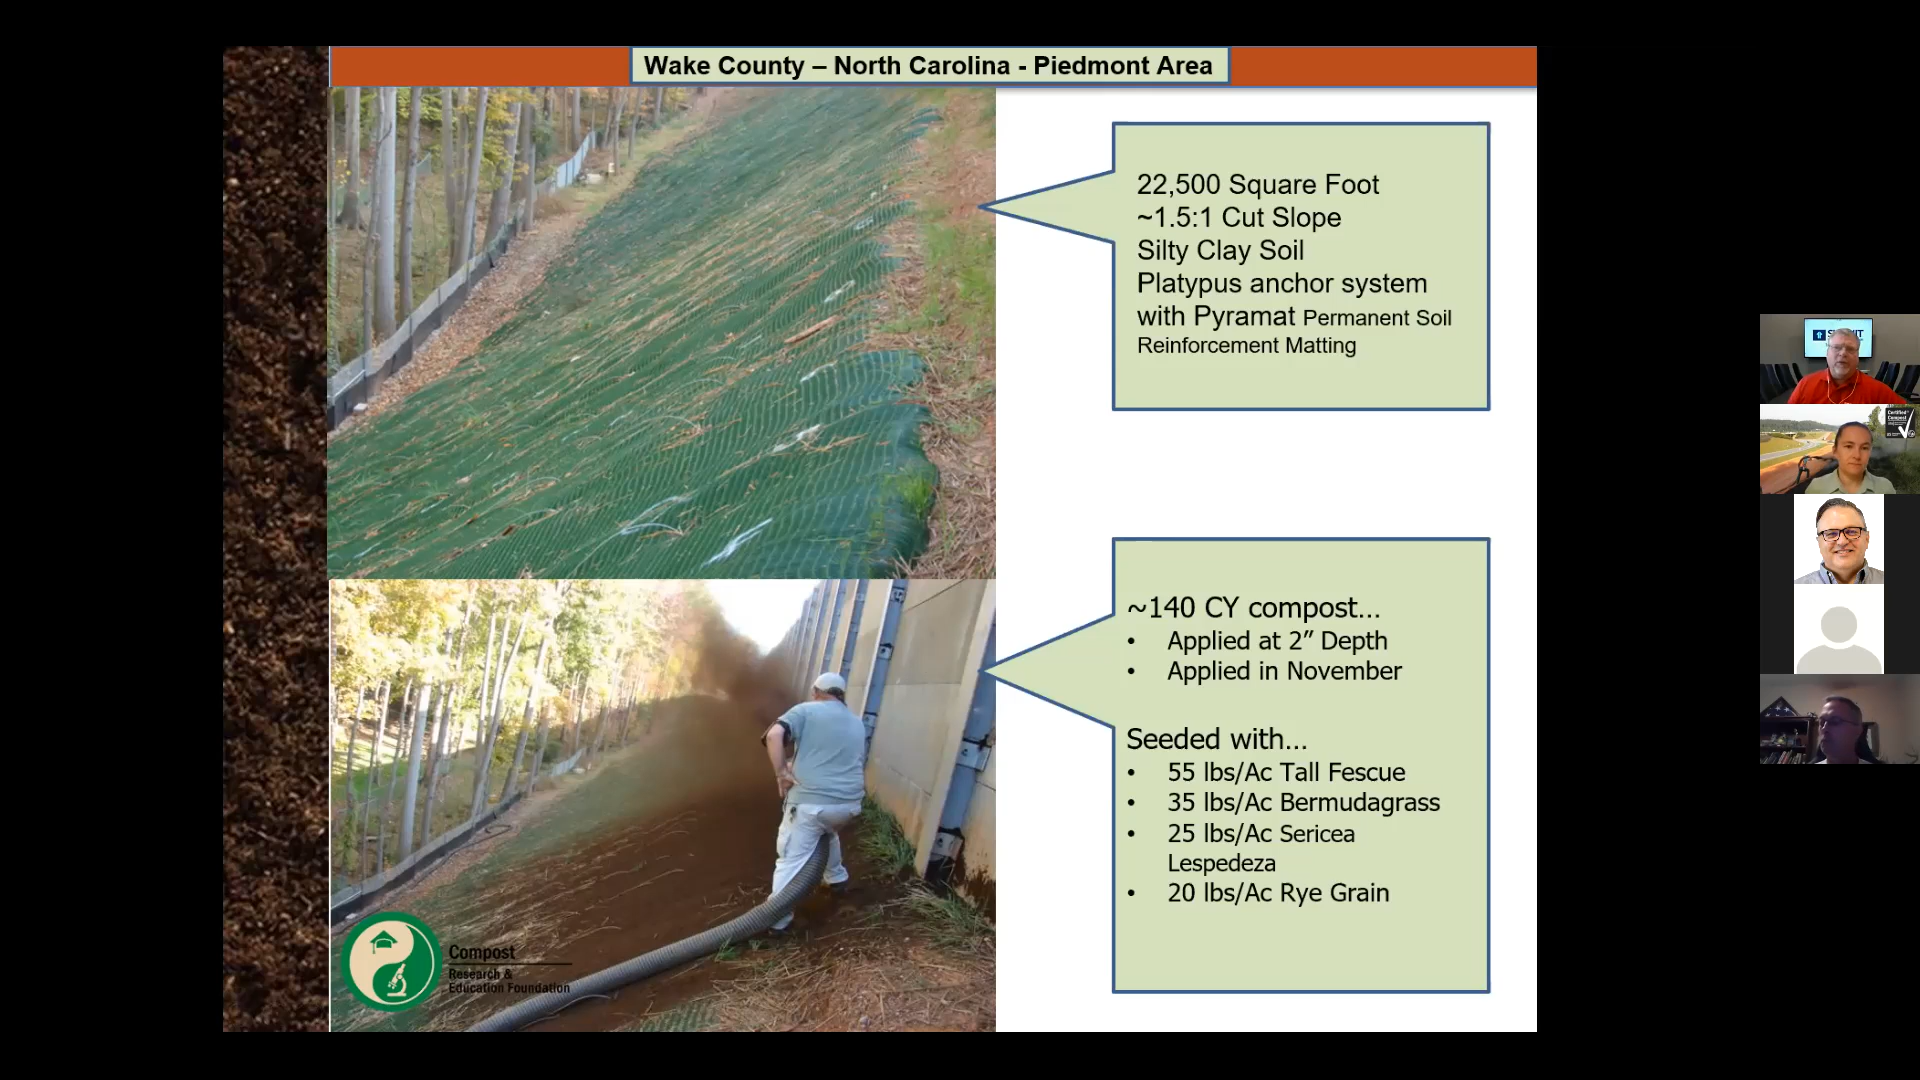 Wake County – North Carolina - Piedmont Area
22,500 Square Foot
~1.5:1 Cut Slope
Silty Clay Soil
Platypus anchor system
with Pyramat Permanent Soil
Reinforcement Matting
~140 CY compost...
• Applied at 2” Depth
• Applied in November
Seeded with...
• 55 lbs/Ac Tall Fescue
• 35 lbs/Ac Bermudagrass
• 25 lbs/Ac Sericea
Lespedeza
• 20 lbs/Ac Rye Grain
Compost
Research &
Education Foundation
Certified
Compost